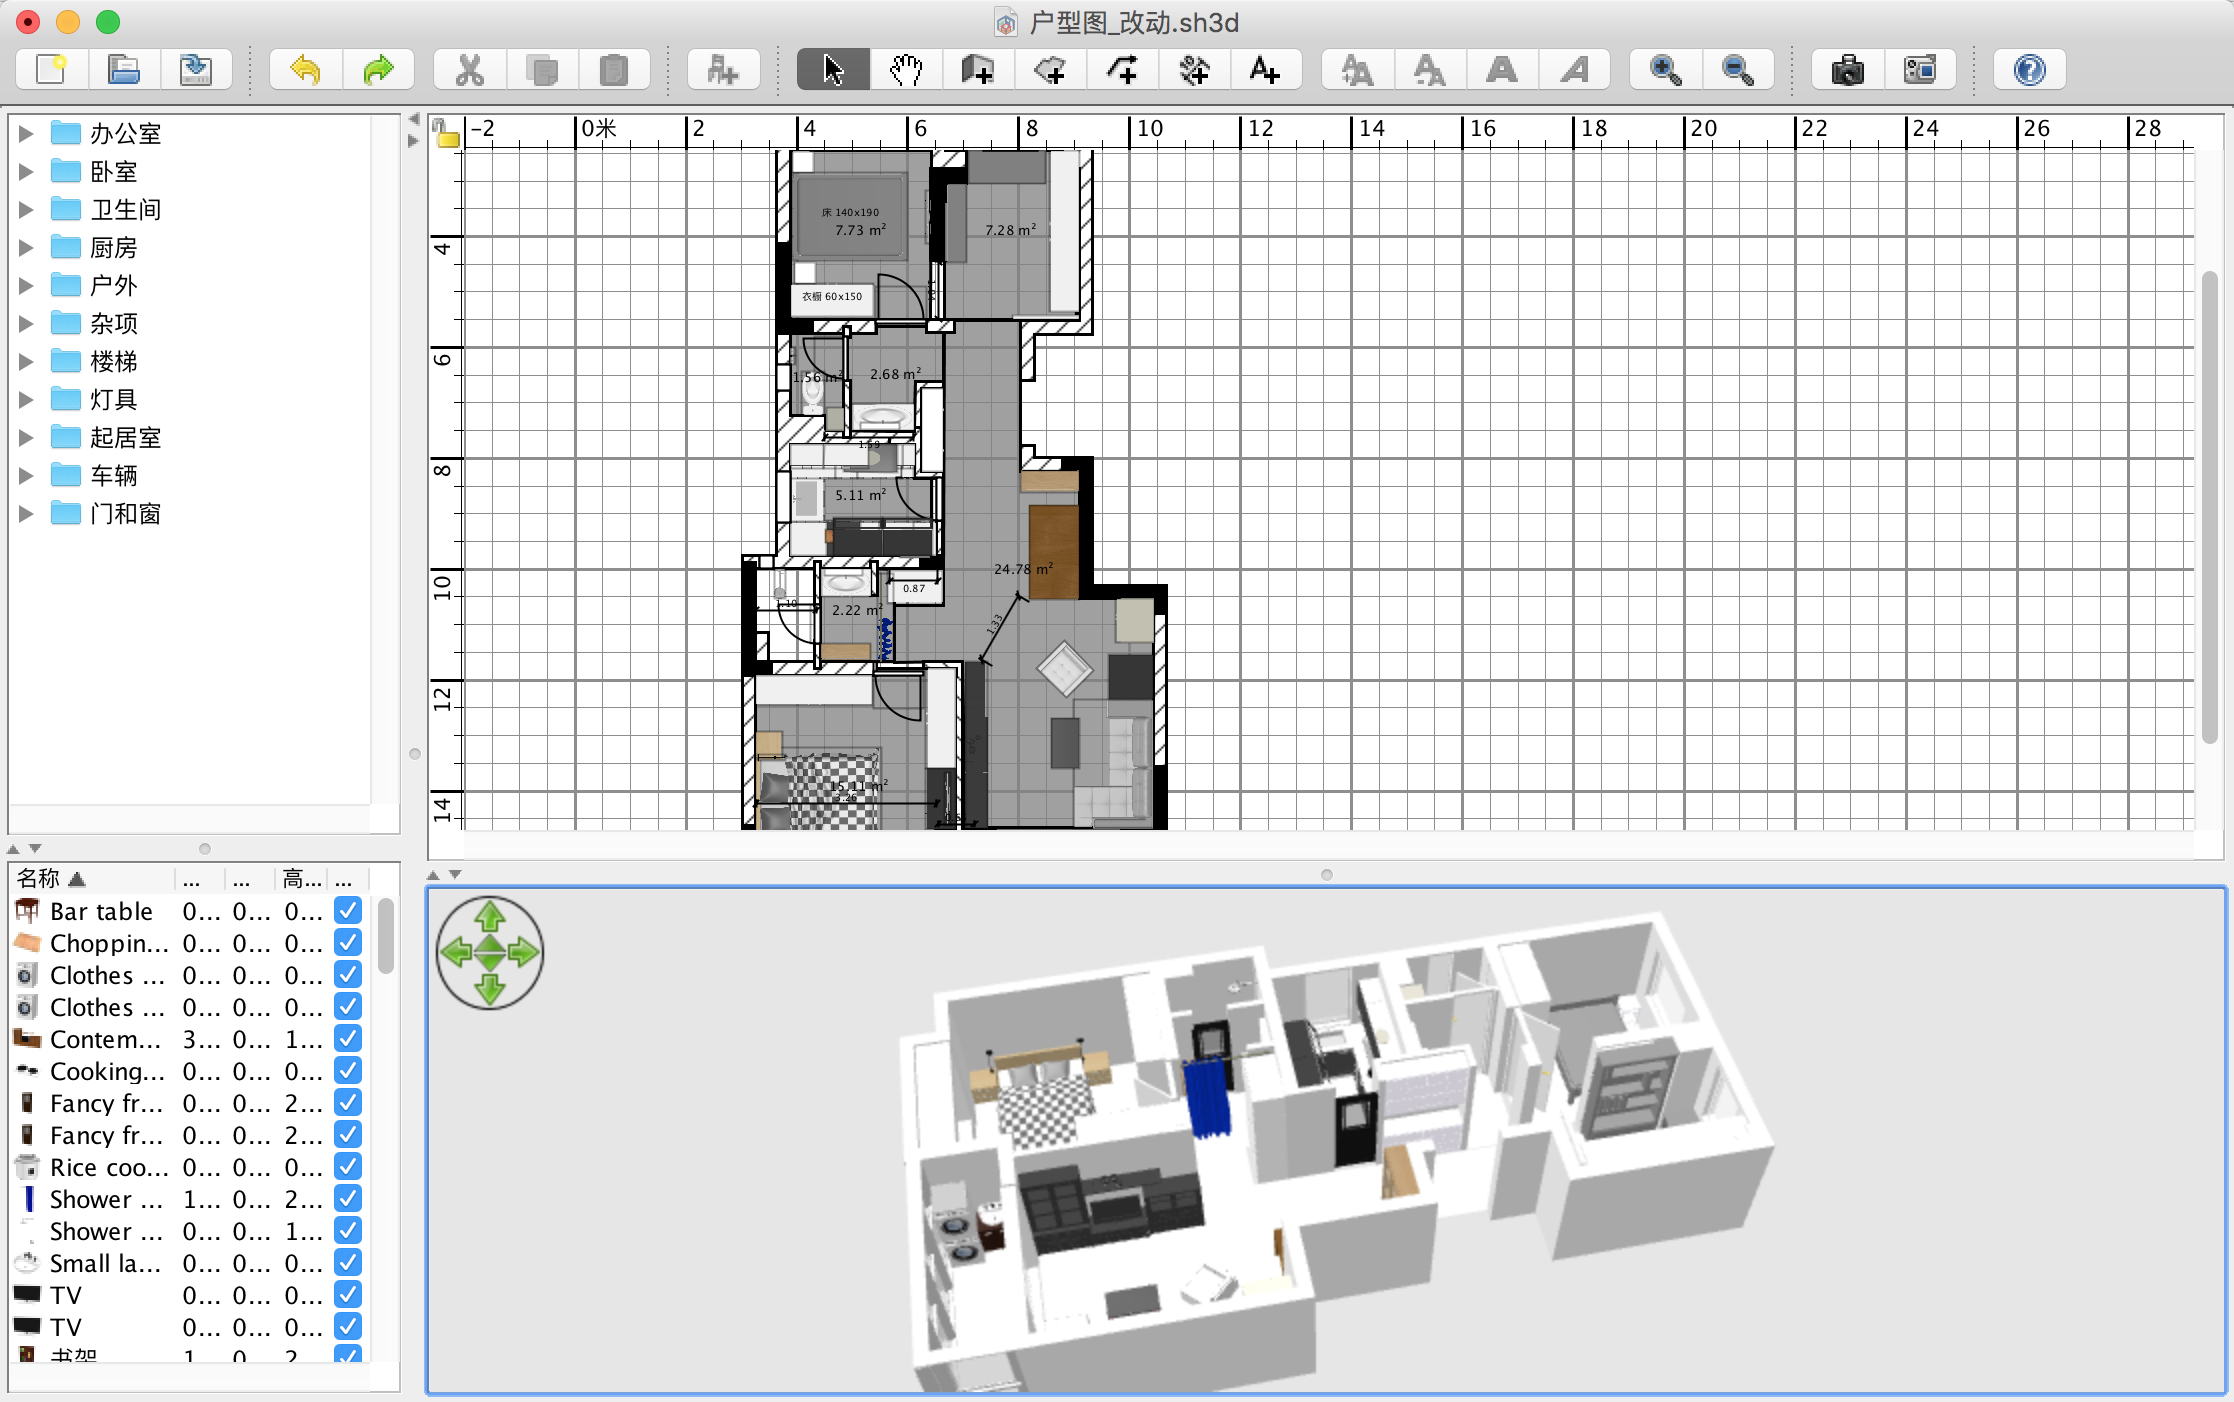 户型图_改动.sh3d
办公室
卧室
卫生间
厨房
户外
杂项
楼梯
灯具
起居室
车辆
门和窗
-2 0米 2 4 6 8 10 12 14 16 18 20 22 24 26 28
4
6
8
10
12
14
床 140x190
7.73 m²
7.28 m²
衣橱 60x150
1.56 m²
2.68 m²
1.59
5.11 m²
24.78 m²
0.87
1.10
2.22 m²
1.33
15.11 m²
3.26
名称 ... ... 高... ...
Bar table 0... 0... 0...
Choppin... 0... 0... 0...
Clothes ... 0... 0... 0...
Clothes ... 0... 0... 0...
Contem... 3... 0... 1...
Cooking... 0... 0... 0...
Fancy fr... 0... 0... 2...
Fancy fr... 0... 0... 2...
Rice coo... 0... 0... 0...
Shower ... 1... 0... 2...
Shower ... 0... 0... 1...
Small la... 0... 0... 0...
TV 0... 0... 0...
TV 0... 0... 0...
书架 1 0 2